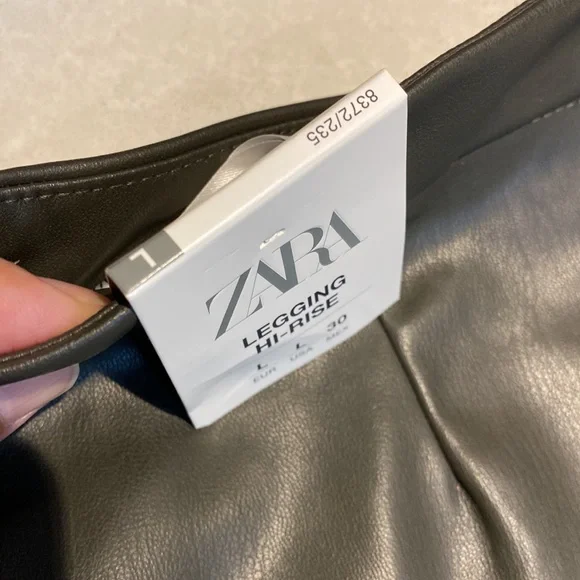 8372/235
L
ZARA
LEGGING
HI-RISE
L L 30
EUR USA MEX